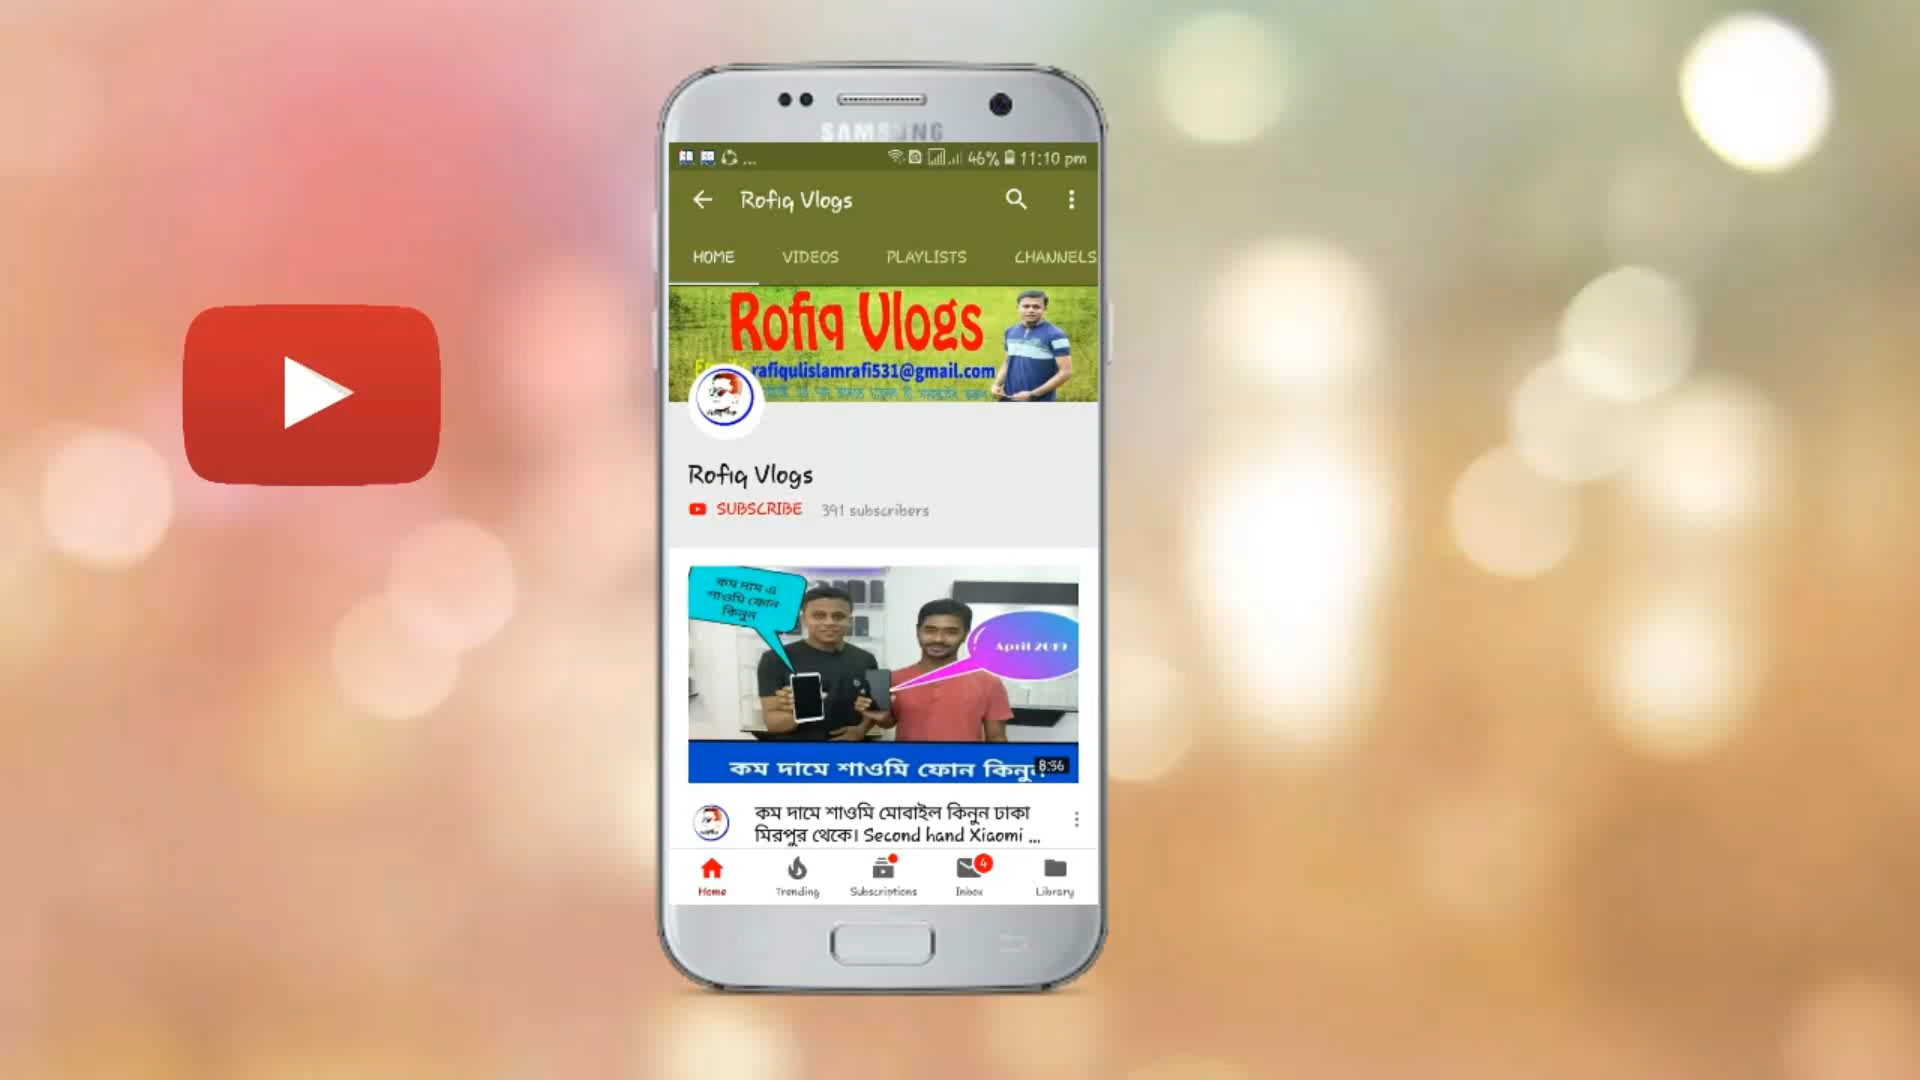 SAMSUNG
... 46% 11:10 pm
Rofiq Vlogs
HOME VIDEOS PLAYLISTS CHANNELS
Rofiq Vlogs
rafiqulislamrafi531@gmail.com
Rofiq Vlogs
SUBSCRIBE 391 subscribers
কম দাম এ
শাওমি ফোন
কিনুন
April 2019
কম দামে শাওমি ফোন কিনুন
8:36
কম দামে শাওমি মোবাইল কিনুন ঢাকা
মিরপুর থেকে। Second hand Xiaomi ...
4
Home Trending Subscriptions Inbox Library